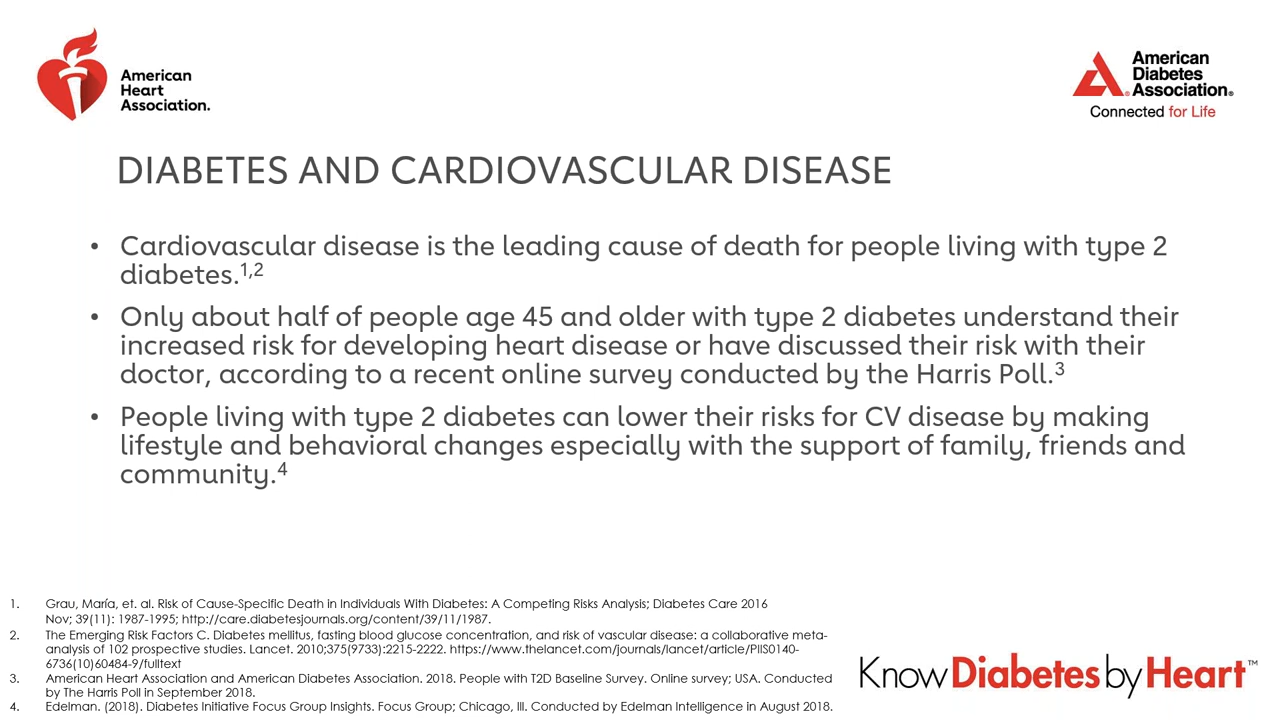 American
Heart
Association.
American
Diabetes
Association®
Connected for Life
DIABETES AND CARDIOVASCULAR DISEASE
• Cardiovascular disease is the leading cause of death for people living with type 2
diabetes.1,2
• Only about half of people age 45 and older with type 2 diabetes understand their
increased risk for developing heart disease or have discussed their risk with their
doctor, according to a recent online survey conducted by the Harris Poll.3
• People living with type 2 diabetes can lower their risks for CV disease by making
lifestyle and behavioral changes especially with the support of family, friends and
community.4
1. Grau, María, et. al. Risk of Cause-Specific Death in Individuals With Diabetes: A Competing Risks Analysis; Diabetes Care 2016
Nov; 39(11): 1987-1995; http://care.diabetesjournals.org/content/39/11/1987.
2. The Emerging Risk Factors C. Diabetes mellitus, fasting blood glucose concentration, and risk of vascular disease: a collaborative meta-
analysis of 102 prospective studies. Lancet. 2010;375(9733):2215-2222. https://www.thelancet.com/journals/lancet/article/PIIS0140-
6736(10)60484-9/fulltext
3. American Heart Association and American Diabetes Association. 2018. People with T2D Baseline Survey. Online survey; USA. Conducted
by The Harris Poll in September 2018.
4. Edelman. (2018). Diabetes Initiative Focus Group Insights. Focus Group; Chicago, Ill. Conducted by Edelman Intelligence in August 2018.
Know Diabetes by Heart™